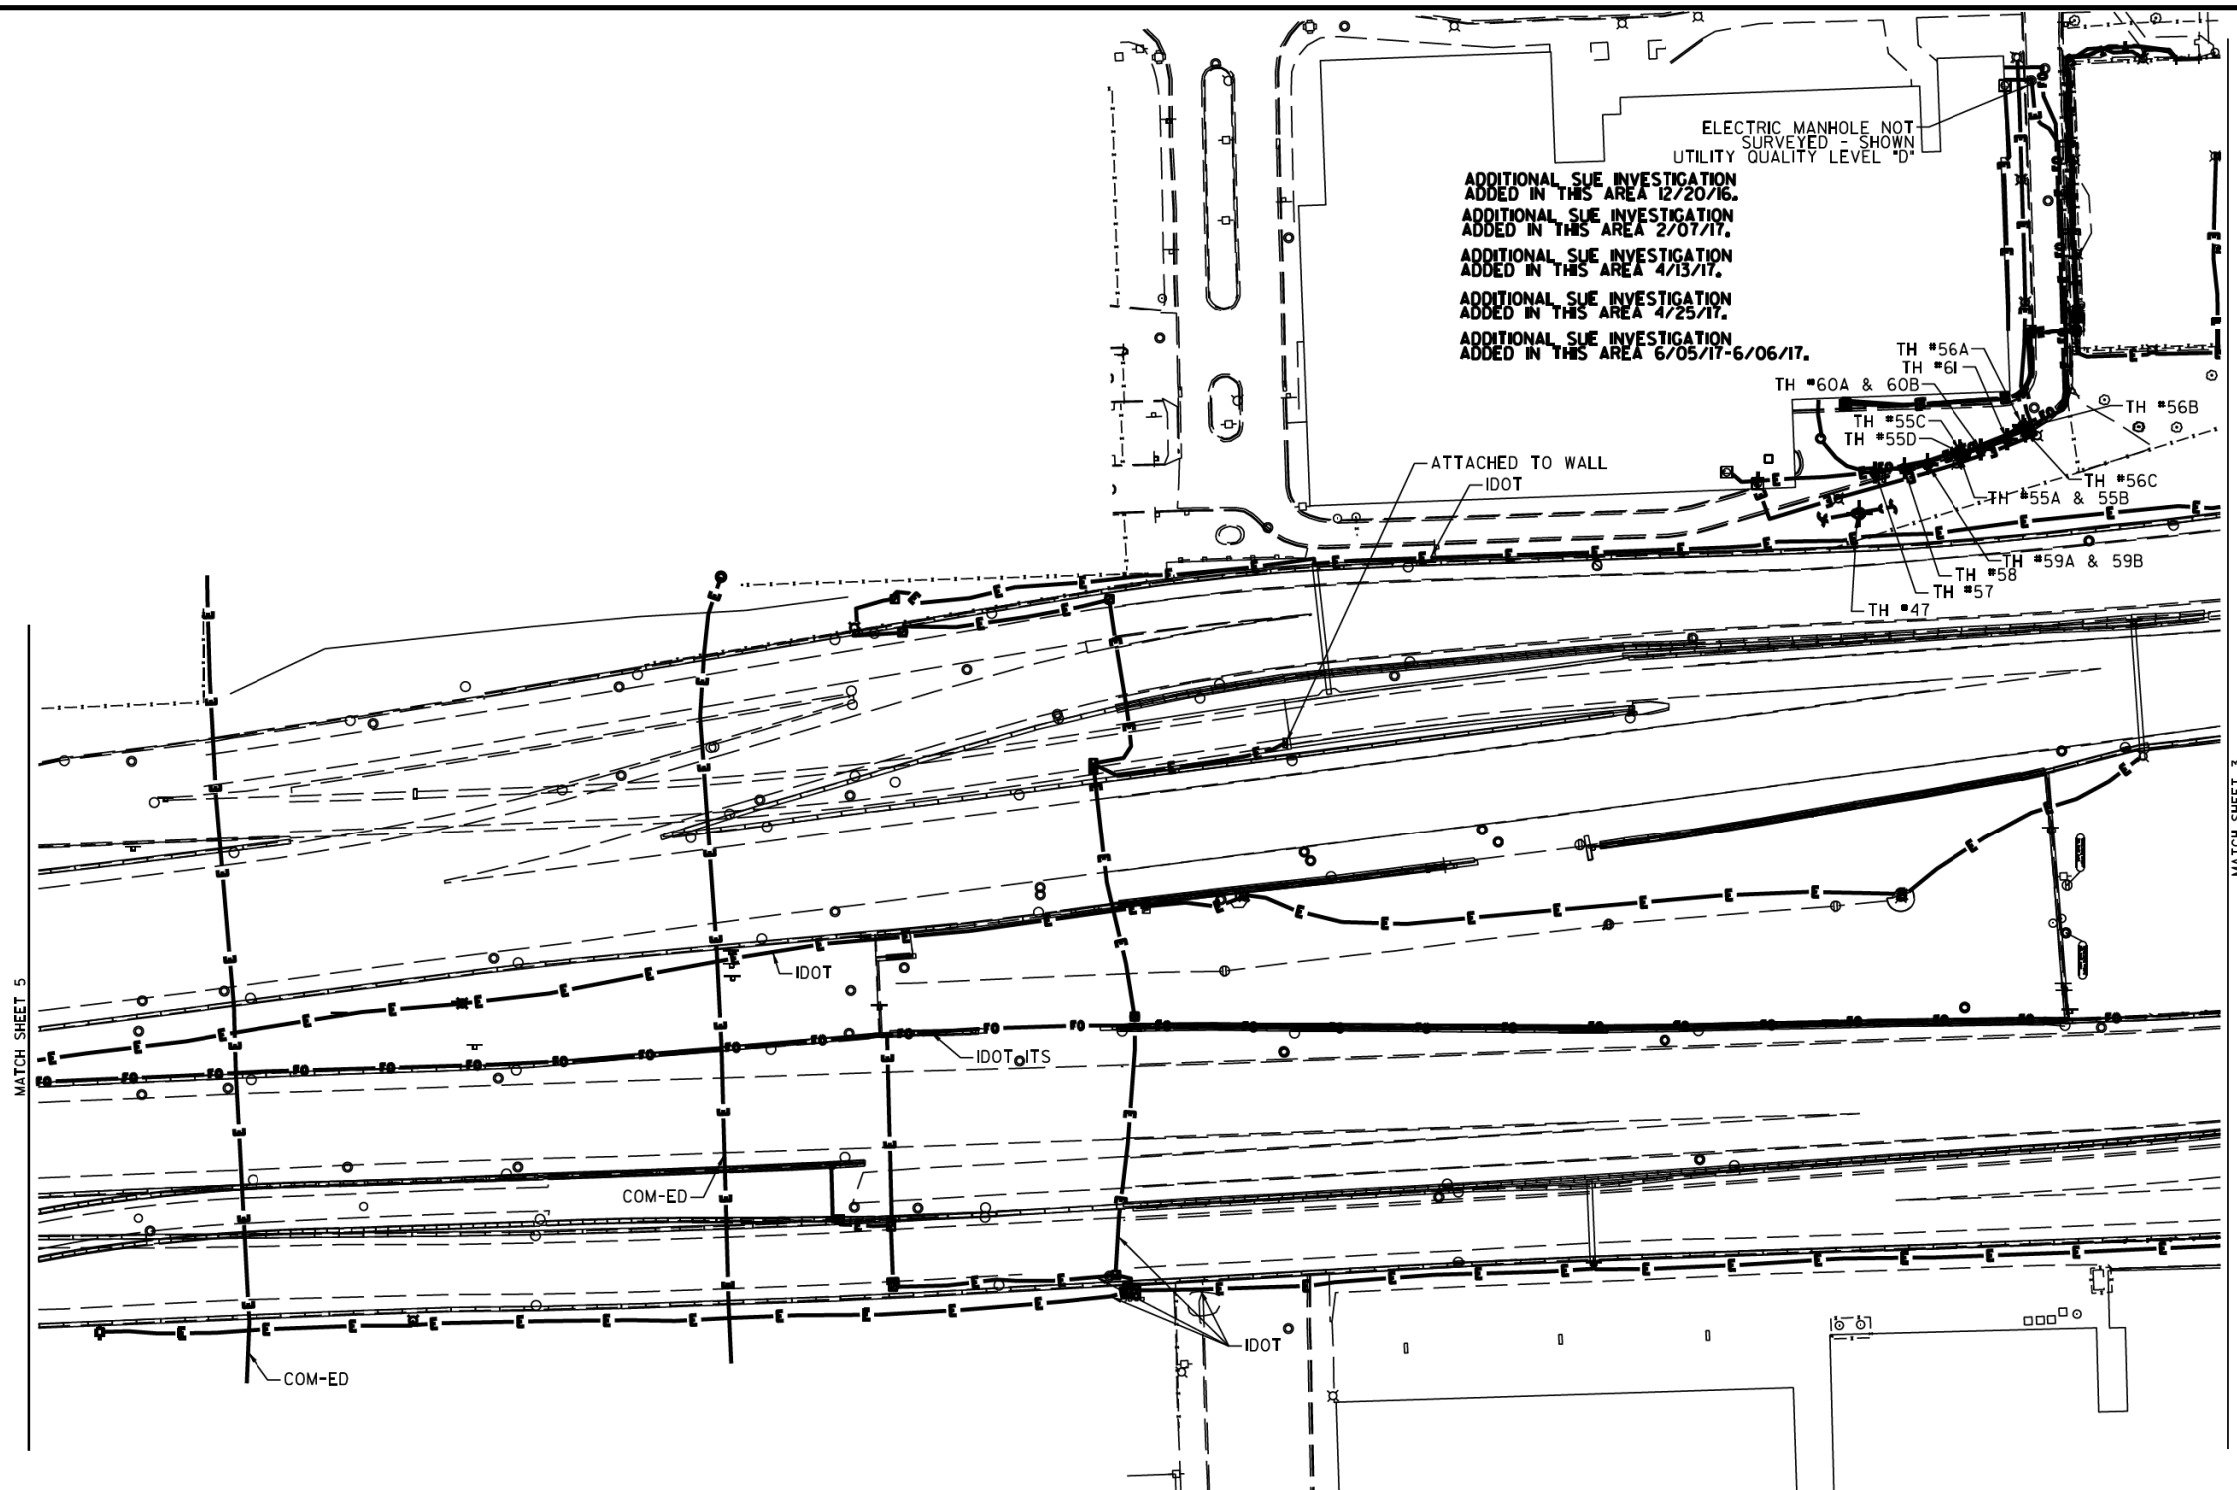 ELECTRIC MANHOLE NOT
SURVEYED - SHOWN
UTILITY QUALITY LEVEL "D"
ADDITIONAL SUE INVESTIGATION
ADDED IN THIS AREA 12/20/16.
ADDITIONAL SUE INVESTIGATION
ADDED IN THIS AREA 2/07/17.
ADDITIONAL SUE INVESTIGATION
ADDED IN THIS AREA 4/13/17.
ADDITIONAL SUE INVESTIGATION
ADDED IN THIS AREA 4/25/17.
ADDITIONAL SUE INVESTIGATION
ADDED IN THIS AREA 6/05/17-6/06/17.
TH #56A
TH #61
TH #60A & 60B
TH #56B
TH #55C
TH #55D
ATTACHED TO WALL
IDOT
TH #56C
TH #55A & 55B
TH #59A & 59B
TH #58
TH #57
TH #47
MATCH SHEET 3
IDOT
MATCH SHEET 5
IDOT ITS
COM-ED
IDOT
COM-ED